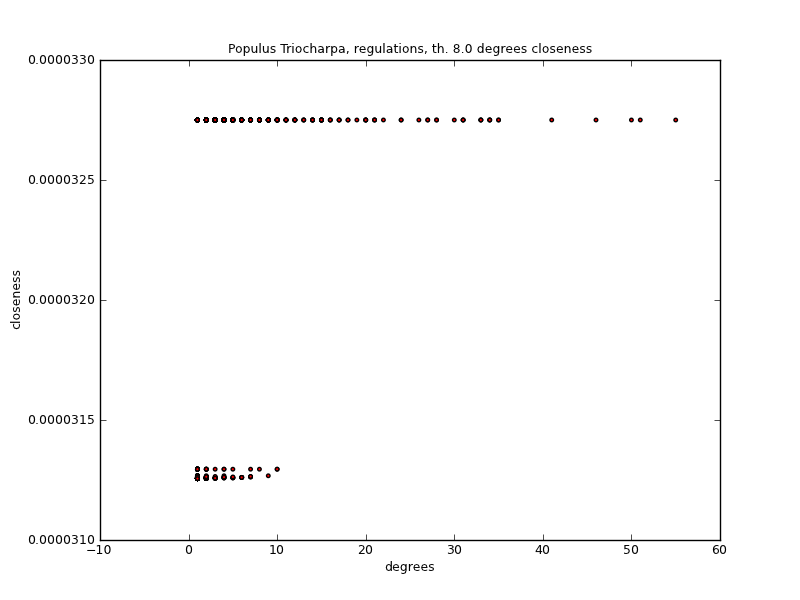 Populus Triocharpa, regulations, th. 8.0 degrees closeness
0.0000330
0.0000325
0.0000320
0.0000315
0.0000310
closeness
−10 0 10 20 30 40 50 60
degrees